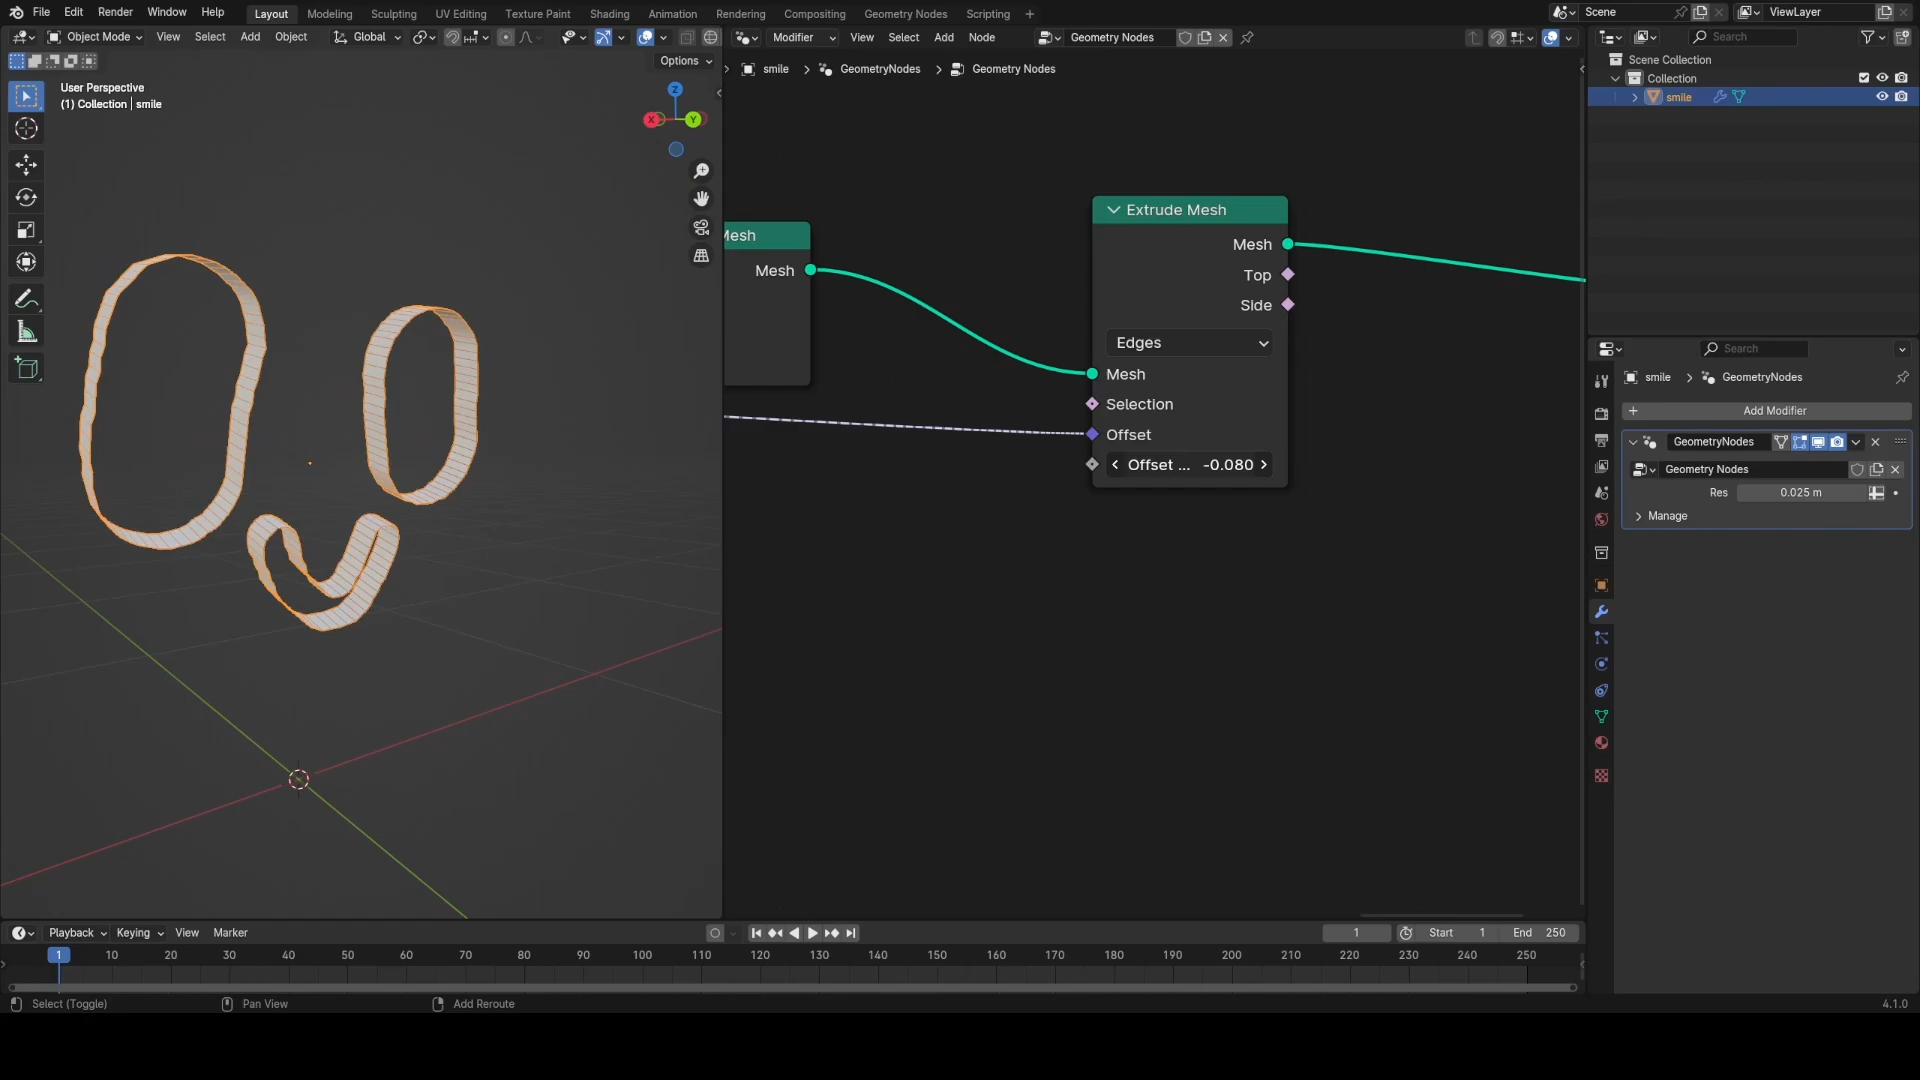 File Edit Render Window Help Layout Modeling Sculpting UV Editing Texture Paint Shading Animation Rendering Compositing Geometry Nodes Scripting + Scene ViewLayer
Object Mode View Select Add Object Global Modifier View Select Add Node Geometry Nodes Search
Options
smile > GeometryNodes > Geometry Nodes
Scene Collection
Collection
smile
User Perspective
(1) Collection | smile
Z
X
Y
Mesh
Extrude Mesh
Mesh
Top
Side
Edges
Mesh
Selection
Offset
Offset ... -0.080
Search
smile > GeometryNodes
+ Add Modifier
GeometryNodes
Geometry Nodes
Res 0.025 m
Manage
Playback Keying View Marker 1 Start 1 End 250
1 10 20 30 40 50 60 70 80 90 100 110 120 130 140 150 160 170 180 190 200 210 220 230 240 250
Select (Toggle) Pan View Add Reroute 4.1.0